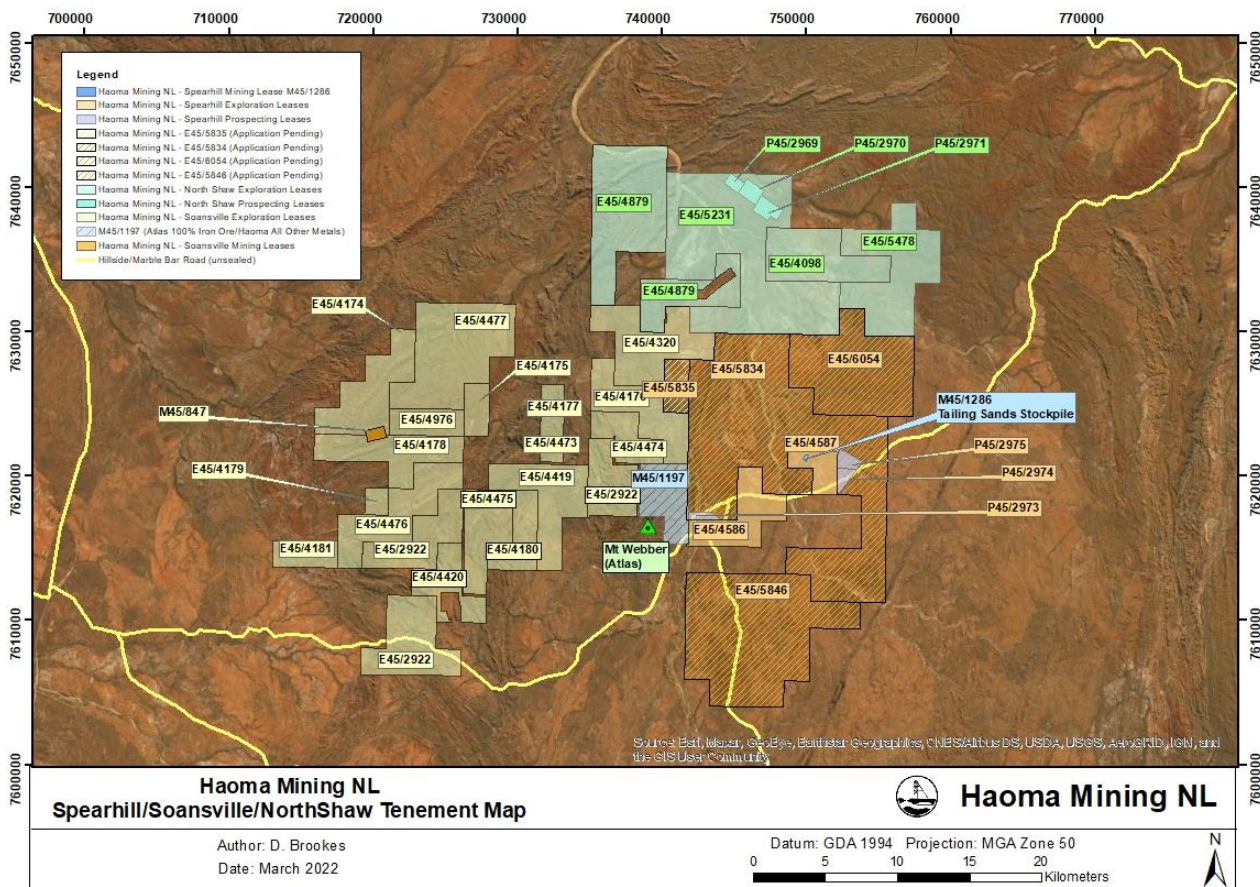 700000
710000
720000
730000
740000
750000
760000
770000
7650000
7650000
Legend
Haoma Mining NL - Spearhill Mining Lease M45/1286
Haoma Mining NL - Spearhill Exploration Leases
Haoma Mining NL - Spearhill Prospecting Leases
Haoma Mining NL - E45/5835 (Application Pending)
Haoma Mining NL - E45/5834 (Application Pending)
Haoma Mining NL - E45/6054 (Application Pending)
Haoma Mining NL - E45/5846 (Application Pending)
Haoma Mining NL - North Shaw Exploration Leases
Haoma Mining NL - North Shaw Prospecting Leases
Haoma Mining NL - Soansville Exploration Leases
M45/1197 (Atlas 100% Iron Ore/Haoma All Other Metals)
Haoma Mining NL - Soansville Mining Leases
Hillside/Marble Bar Road (unsealed)
P45/2969
P45/2970
P45/2971
7640000
7640000
E45/4879
E45/5231
E45/5478
E45/4098
E45/4879
E45/4174
E45/4477
7630000
7630000
E45/4320
E45/6054
E45/4175
E45/5834
E45/5835
E45/4176
E45/4177
M45/847
M45/1286
Tailing Sands Stockpile
E45/4976
E45/4178
E45/4473
E45/4474
E45/4587
P45/2975
E45/4179
E45/4419
M45/1197
P45/2974
7620000
7620000
E45/4475
E45/2922
P45/2973
E45/4476
E45/4586
E45/4181
E45/2922
E45/4180
Mt Webber
(Atlas)
E45/4420
E45/5846
7610000
7610000
E45/2922
Source: Esri, Maxar, GeoEye, Earthstar Geographics, CNES/Airbus DS, USDA, USGS, AeroGRID, IGN, and
the GIS User Community
7600000
7600000
Haoma Mining NL
Spearhill/Soansville/NorthShaw Tenement Map
Haoma Mining NL
Author: D. Brookes
Date: March 2022
Datum: GDA 1994 Projection: MGA Zone 50
0 5 10 15 20
Kilometers
N